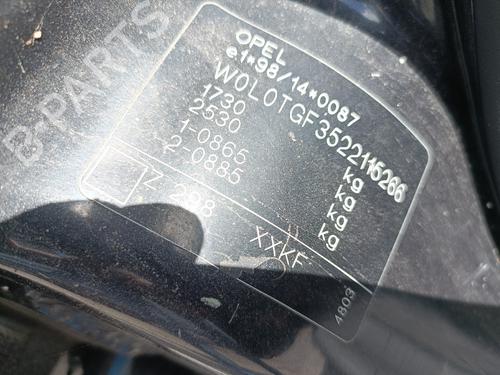 OPEL
e1*98/14*0087
W0L0TGF3522115266
1730 kg
2530 kg
1-0865 kg
2-0885 kg
Z 298
XXKF
4803
B-PARTS